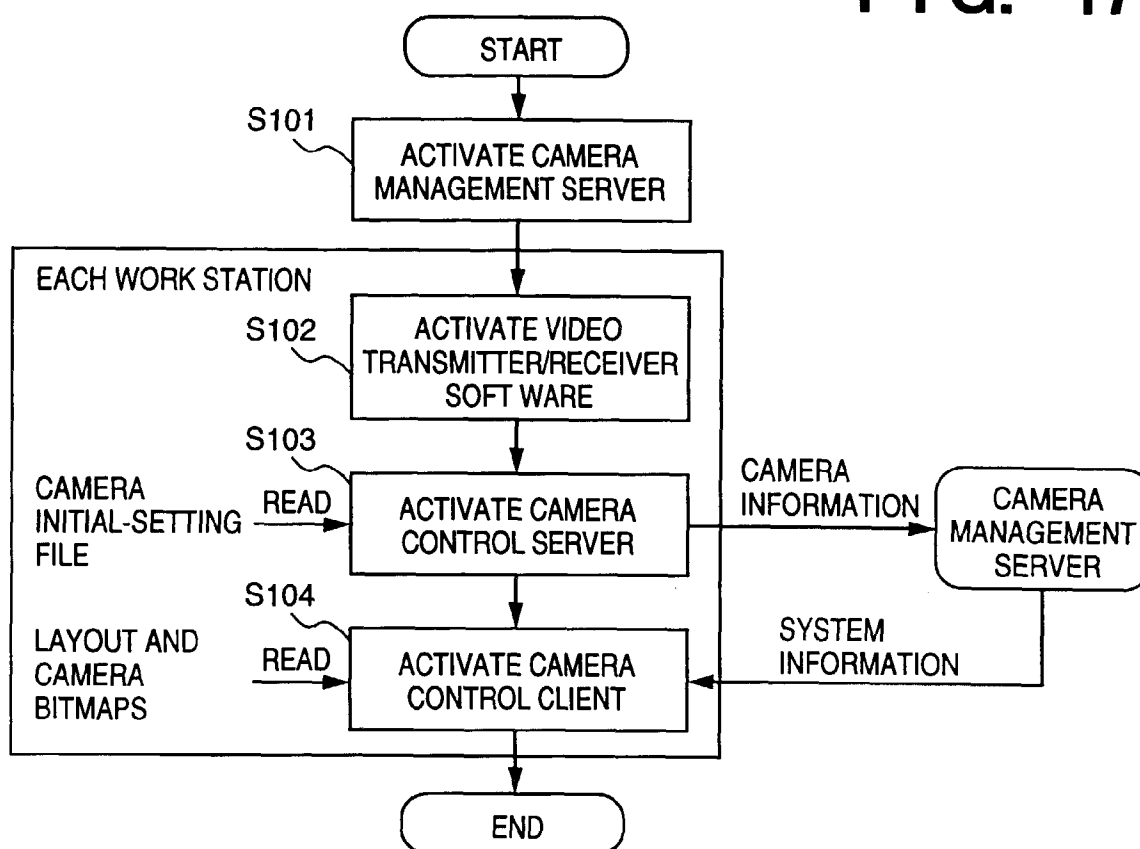 FIG. 17
START
S101
ACTIVATE CAMERA
MANAGEMENT SERVER
EACH WORK STATION
S102
ACTIVATE VIDEO
TRANSMITTER/RECEIVER
SOFT WARE
S103
CAMERA
INITIAL-SETTING
FILE
READ
ACTIVATE CAMERA
CONTROL SERVER
CAMERA
INFORMATION
CAMERA
MANAGEMENT
SERVER
S104
LAYOUT AND
CAMERA
BITMAPS
READ
ACTIVATE CAMERA
CONTROL CLIENT
SYSTEM
INFORMATION
END